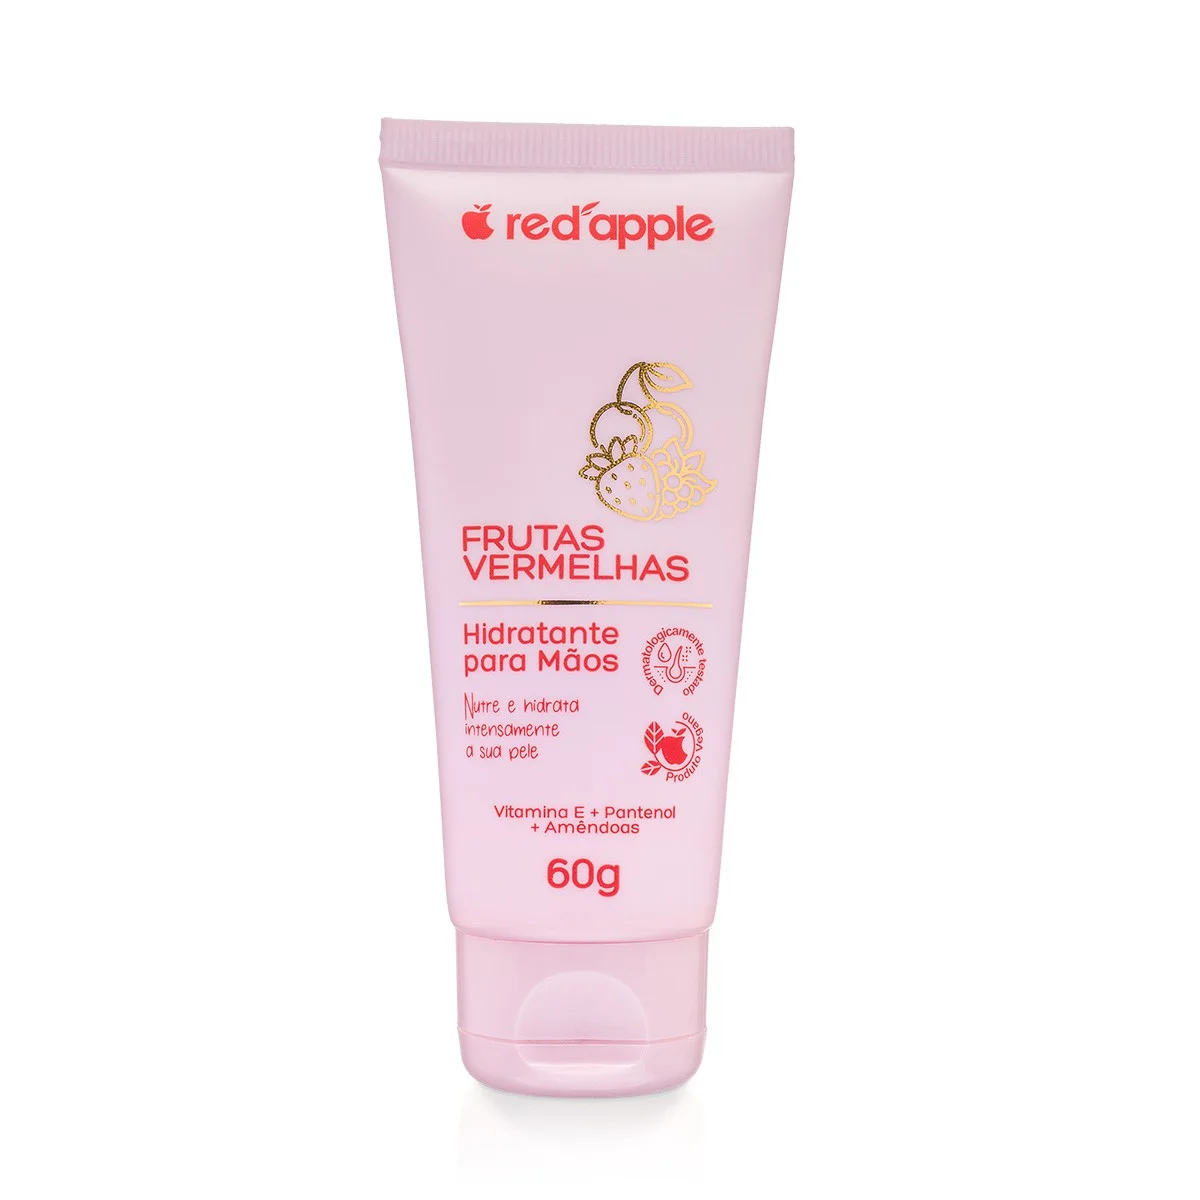 red'apple
FRUTAS
VERMELHAS
Hidratante
para Mãos
Dermatologicamente testado
Nutre e hidrata
intensamente
a sua pele
Produto Vegano
Vitamina E + Pantenol
+ Amêndoas
60g